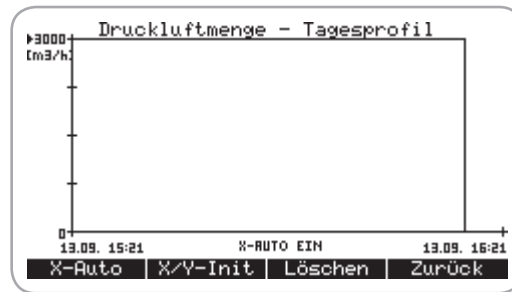 Druckluftmenge - Tagesprofil
▶3000
[m3/h]
0
13.09. 15:21 X-AUTO EIN 13.09. 16:21
X-Auto X/Y-Init Löschen Zurück